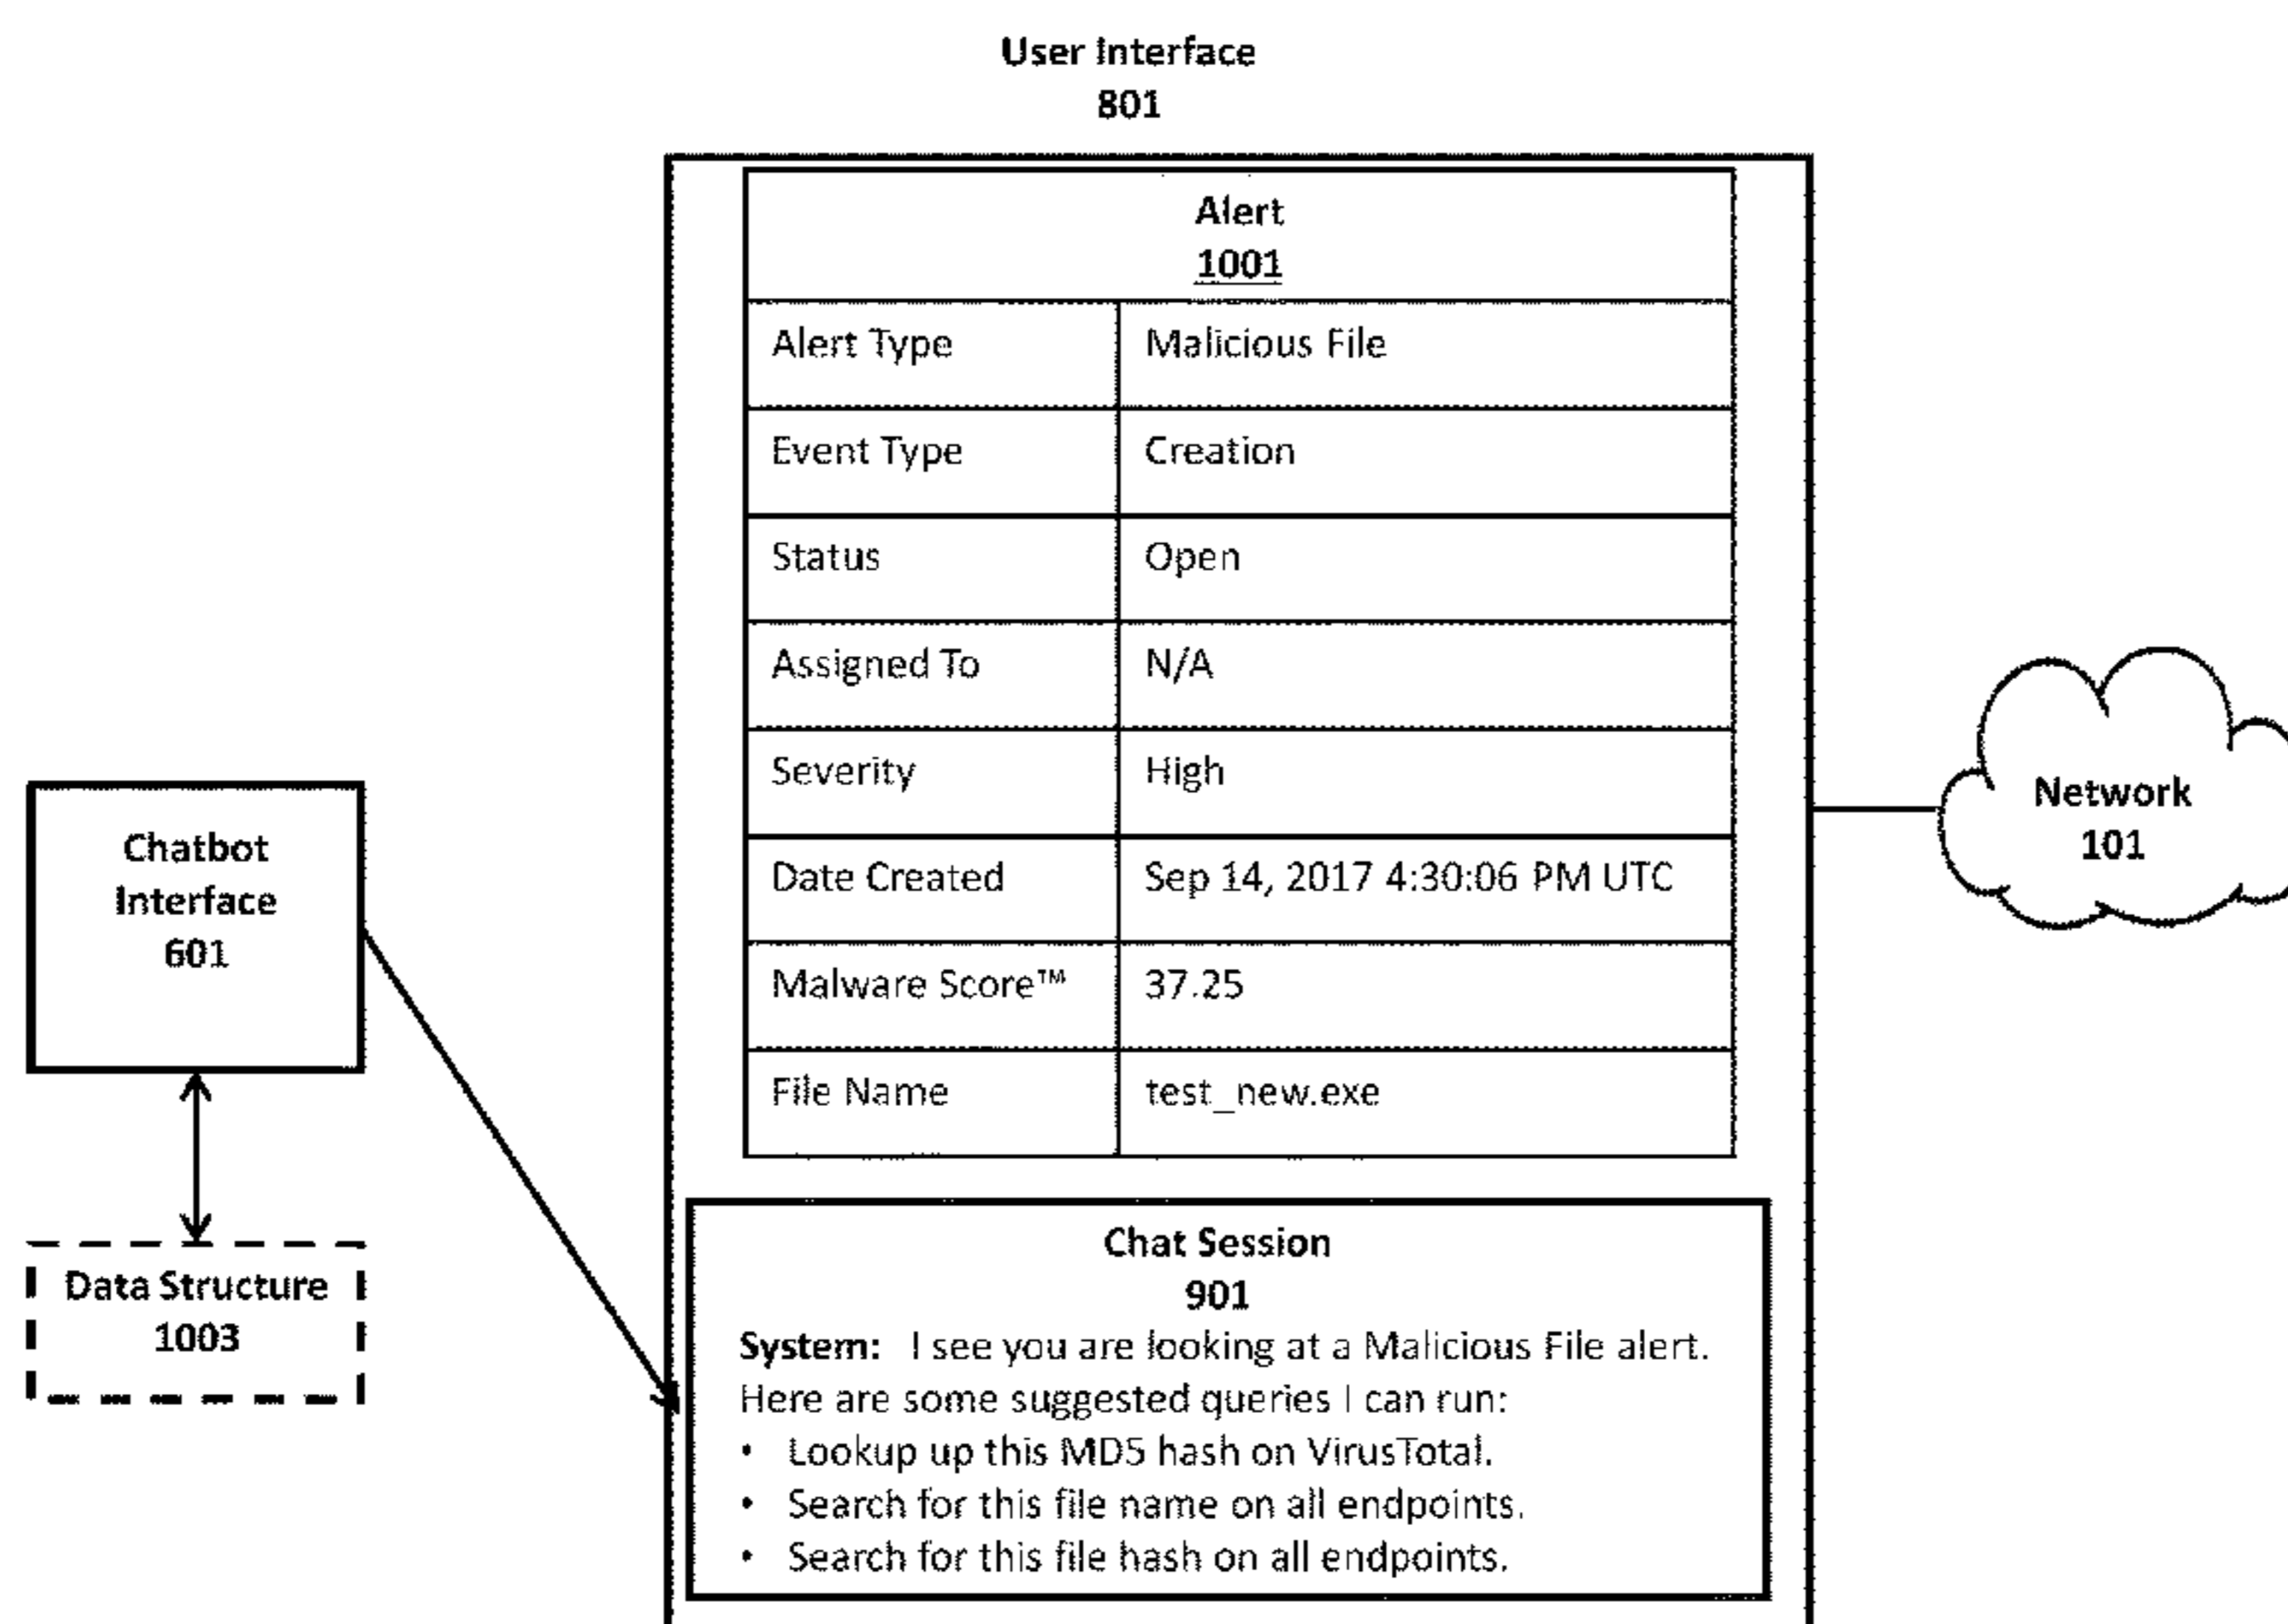 User Interface
801
Alert
1001
Alert Type Malicious File
Event Type Creation
Status Open
Assigned To N/A
Severity High
Date Created Sep 14, 2017 4:30:06 PM UTC
Malware Score™ 37.25
File Name test_new.exe
Chatbot
Interface
601
Data Structure
1003
Chat Session
901
System: I see you are looking at a Malicious File alert.
Here are some suggested queries I can run:
• Lookup up this MD5 hash on VirusTotal.
• Search for this file name on all endpoints.
• Search for this file hash on all endpoints.
Network
101